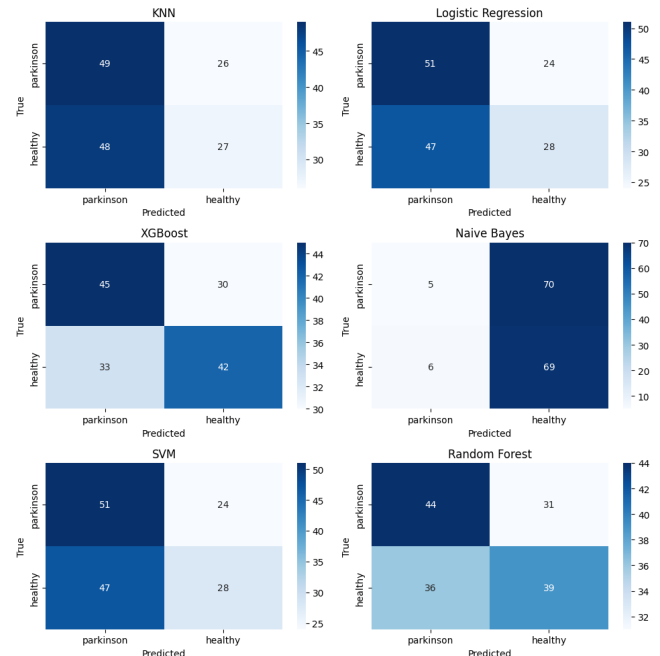 KNN
parkinson
49
26
True
healthy
48
27
parkinson
healthy
Predicted
45
40
35
30
Logistic Regression
parkinson
51
24
True
healthy
47
28
parkinson
healthy
Predicted
50
45
40
35
30
25
XGBoost
parkinson
45
30
True
healthy
33
42
parkinson
healthy
Predicted
44
42
40
38
36
34
32
30
Naive Bayes
parkinson
5
70
True
healthy
6
69
parkinson
healthy
Predicted
70
60
50
40
30
20
10
SVM
parkinson
51
24
True
healthy
47
28
parkinson
healthy
Predicted
50
45
40
35
30
25
Random Forest
parkinson
44
31
True
healthy
36
39
parkinson
healthy
Predicted
44
42
40
38
36
34
32